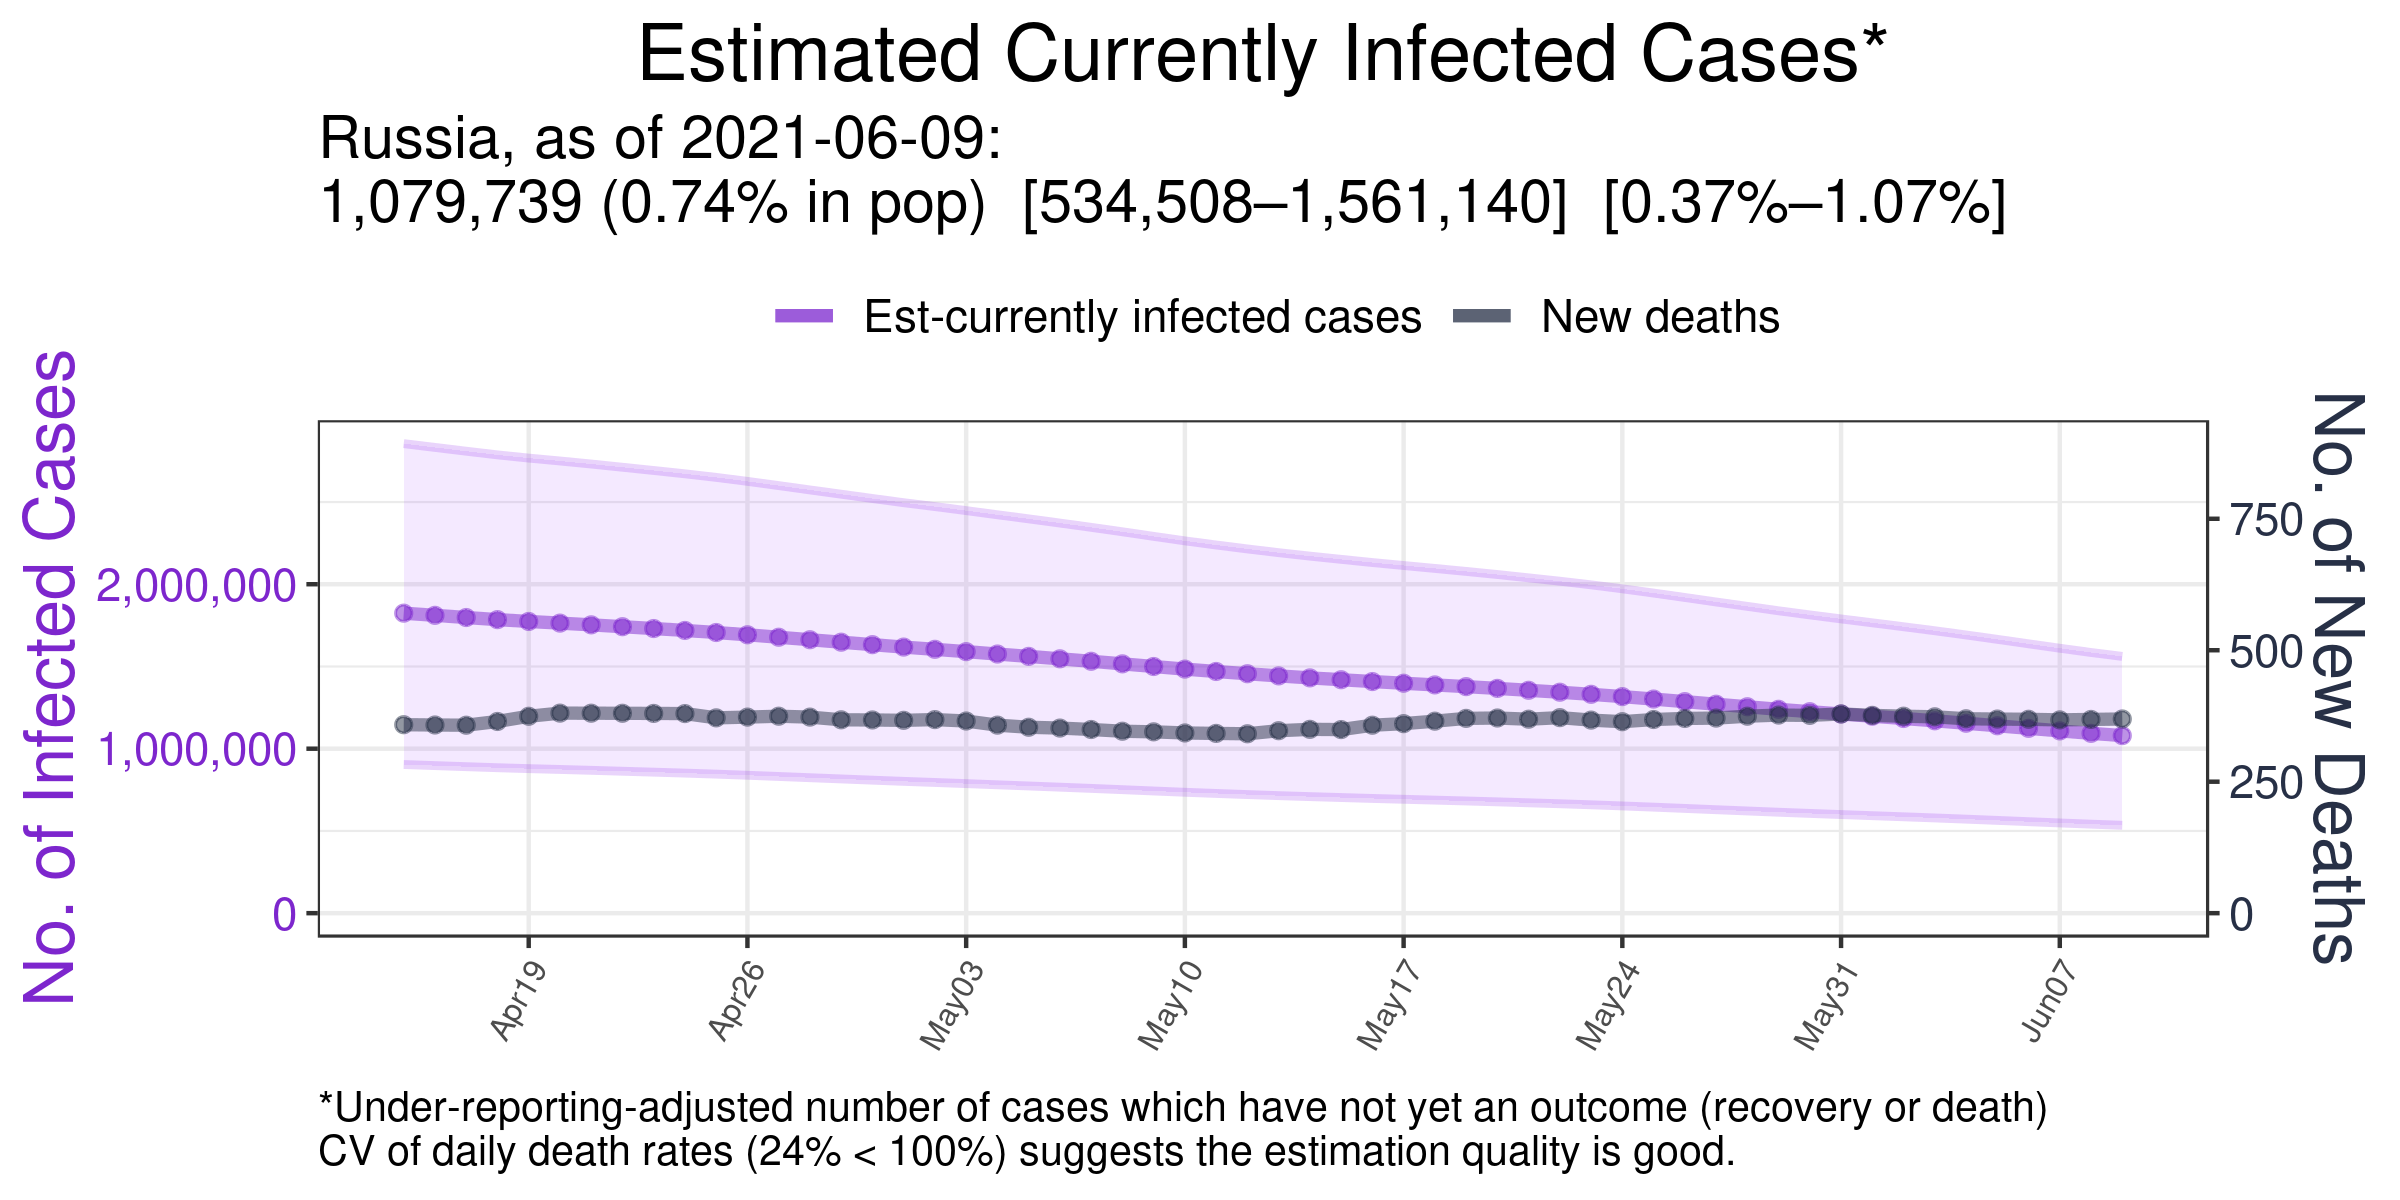 Estimated Currently Infected Cases*
Russia, as of 2021-06-09:
1,079,739 (0.74% in pop)  [534,508–1,561,140]  [0.37%–1.07%]
Est-currently infected cases
New deaths
No. of Infected Cases
2,000,000
1,000,000
0
No. of New Deaths
750
500
250
0
Apr19
Apr26
May03
May10
May17
May24
May31
Jun07
*Under-reporting-adjusted number of cases which have not yet an outcome (recovery or death)
CV of daily death rates (24% < 100%) suggests the estimation quality is good.